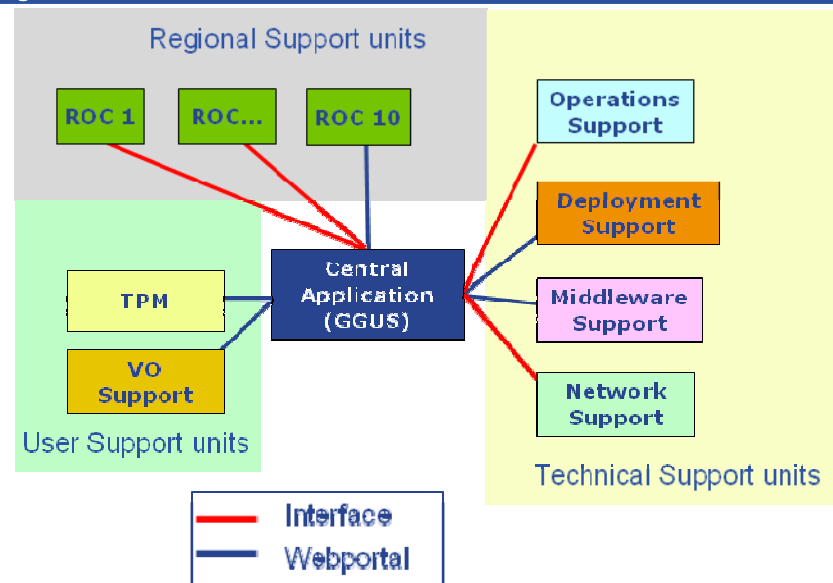 Regional Support units
ROC 1
ROC...
ROC 10
Operations
Support
Deployment
Support
Central
Application
(GGUS)
TPM
Middleware
Support
VO
Support
Network
Support
User Support units
Technical Support units
Interface
Webportal